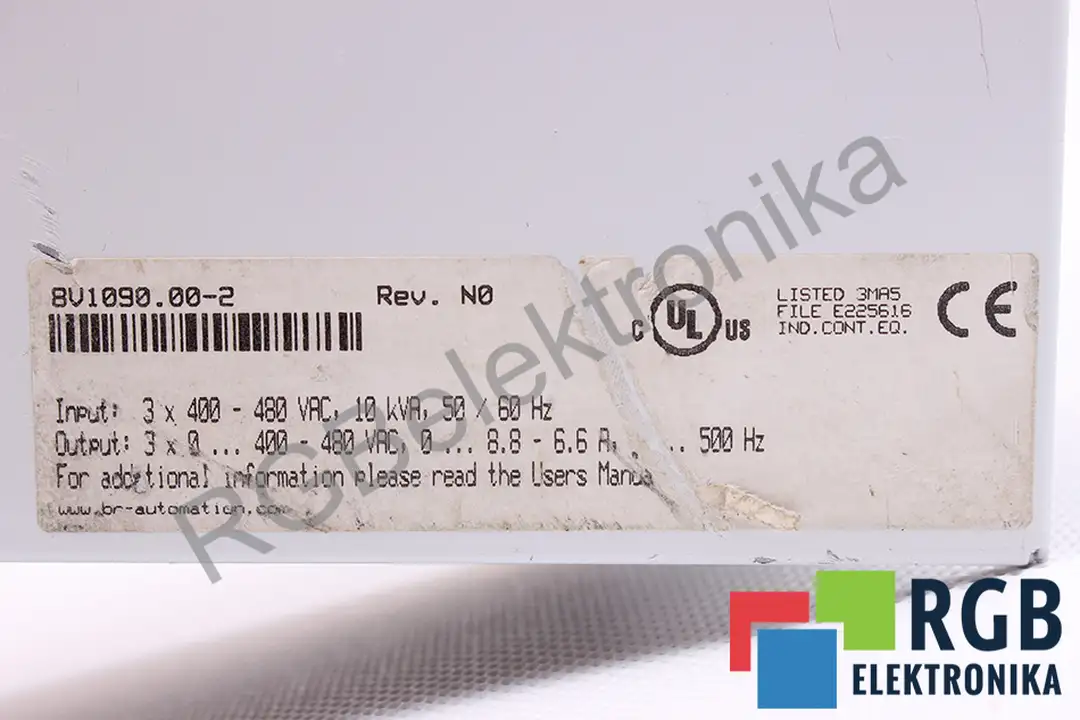 8V1090.00-2 Rev. N0
C UL US
LISTED 3MA5
FILE E225616
IND.CONT.EQ.
CE
Input: 3 x 400 - 480 VAC, 10 kVA, 50 / 60 Hz
Output: 3 x 0 ... 400 - 480 VAC, 0 ... 8.8 - 6.6 A, ... 500 Hz
For additional information please read the Users Manua
www.br-automation.com
RGBelektronika
RGB
ELEKTRONIKA